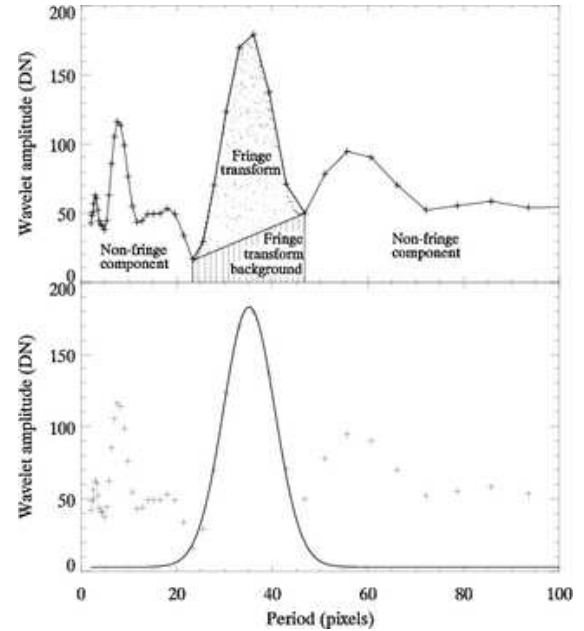 200
150
100
50
0
Wavelet amplitude (DN)
Fringe
transform
Non-fringe
component
Fringe
transform
background
Non-fringe
component
200
150
100
50
0
Wavelet amplitude (DN)
0
20
40
60
80
100
Period (pixels)